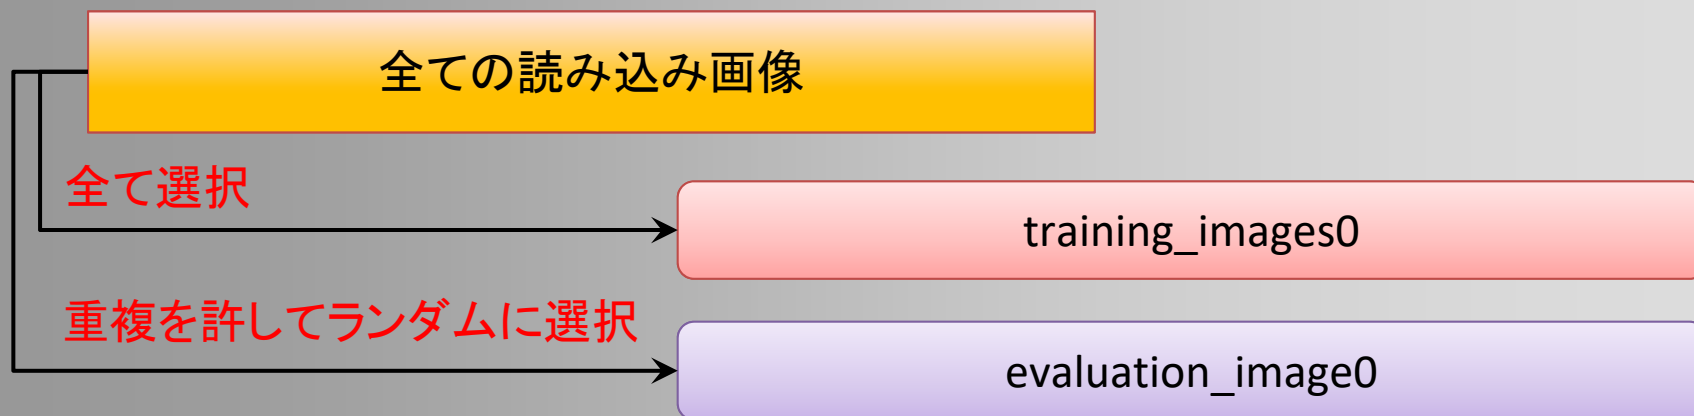 全ての読み込み画像
全て選択
training_images0
重複を許してランダムに選択
evaluation_image0